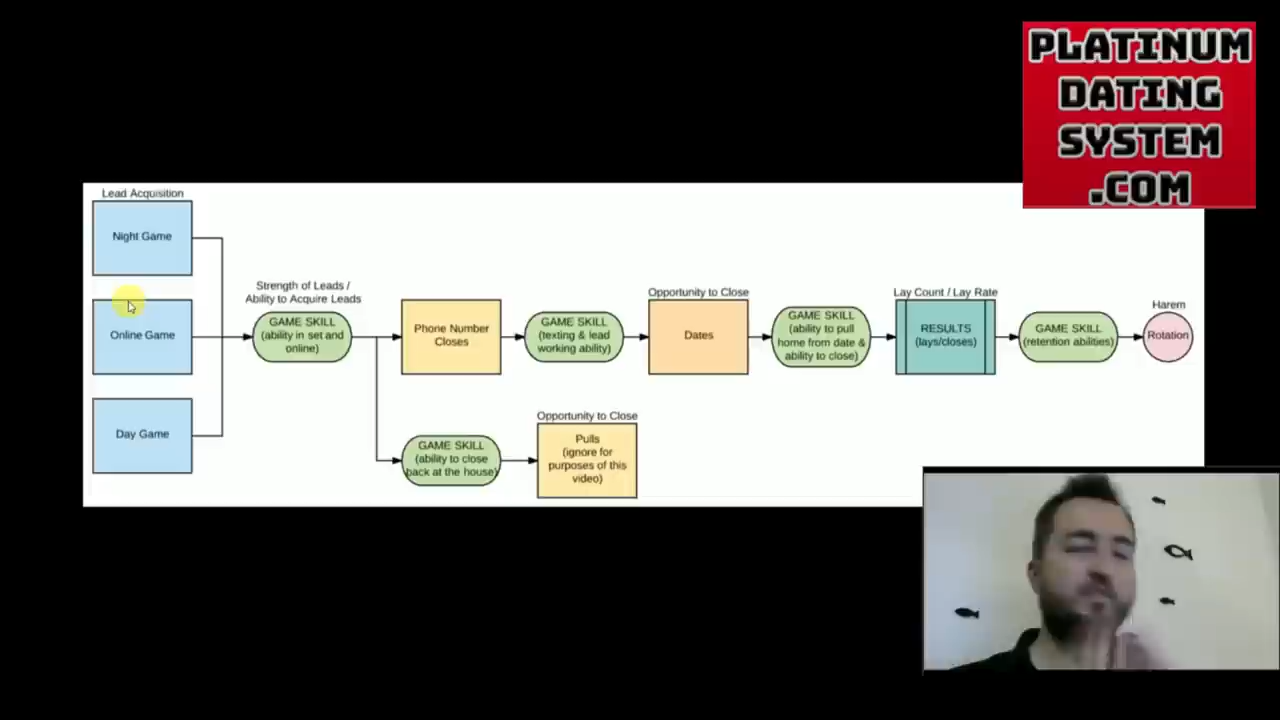 PLATINUM
DATING
SYSTEM
.COM
Lead Acquisition
Night Game
Online Game
Day Game
Strength of Leads /
Ability to Acquire Leads
GAME SKILL
(ability in set and
online)
Phone Number
Closes
GAME SKILL
(texting & lead
working ability)
Opportunity to Close
Dates
GAME SKILL
(ability to pull
home from date &
ability to close)
Lay Count / Lay Rate
RESULTS
(lays/closes)
GAME SKILL
(retention abilities)
Harem
Rotation
GAME SKILL
(ability to close
back at the house)
Opportunity to Close
Pulls
(ignore for
purposes of this
video)